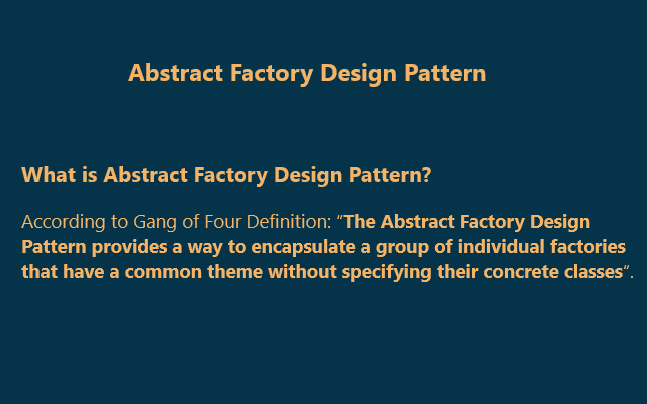 Abstract Factory Design Pattern
What is Abstract Factory Design Pattern?
According to Gang of Four Definition: “The Abstract Factory Design
Pattern provides a way to encapsulate a group of individual factories
that have a common theme without specifying their concrete classes“.